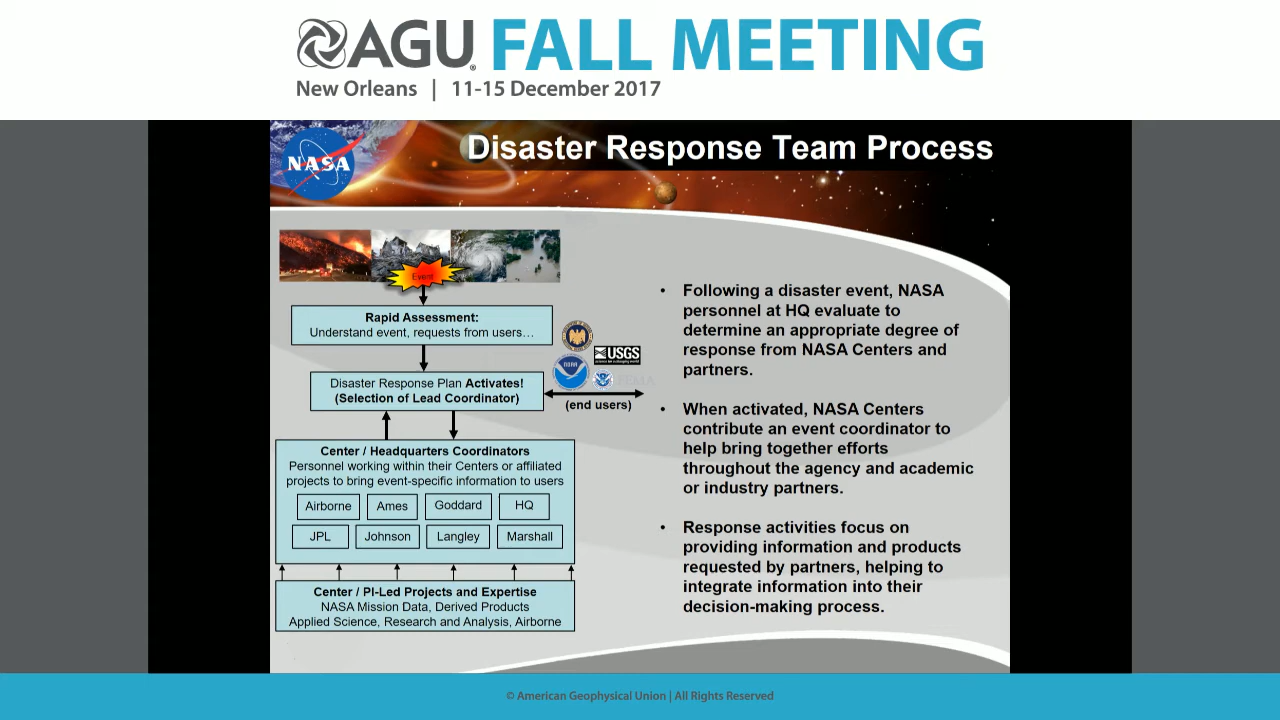 AGU FALL MEETING
New Orleans | 11-15 December 2017
NASA
Disaster Response Team Process
Event
Rapid Assessment:
Understand event, requests from users…
NOAA
USGS
FEMA
Disaster Response Plan Activates!
(Selection of Lead Coordinator)
(end users)
Center / Headquarters Coordinators
Personnel working within their Centers or affiliated
projects to bring event-specific information to users
Airborne Ames Goddard HQ
JPL Johnson Langley Marshall
Center / PI-Led Projects and Expertise
NASA Mission Data, Derived Products
Applied Science, Research and Analysis, Airborne
• Following a disaster event, NASA
personnel at HQ evaluate to
determine an appropriate degree of
response from NASA Centers and
partners.
• When activated, NASA Centers
contribute an event coordinator to
help bring together efforts
throughout the agency and academic
or industry partners.
• Response activities focus on
providing information and products
requested by partners, helping to
integrate information into their
decision-making process.
© American Geophysical Union | All Rights Reserved